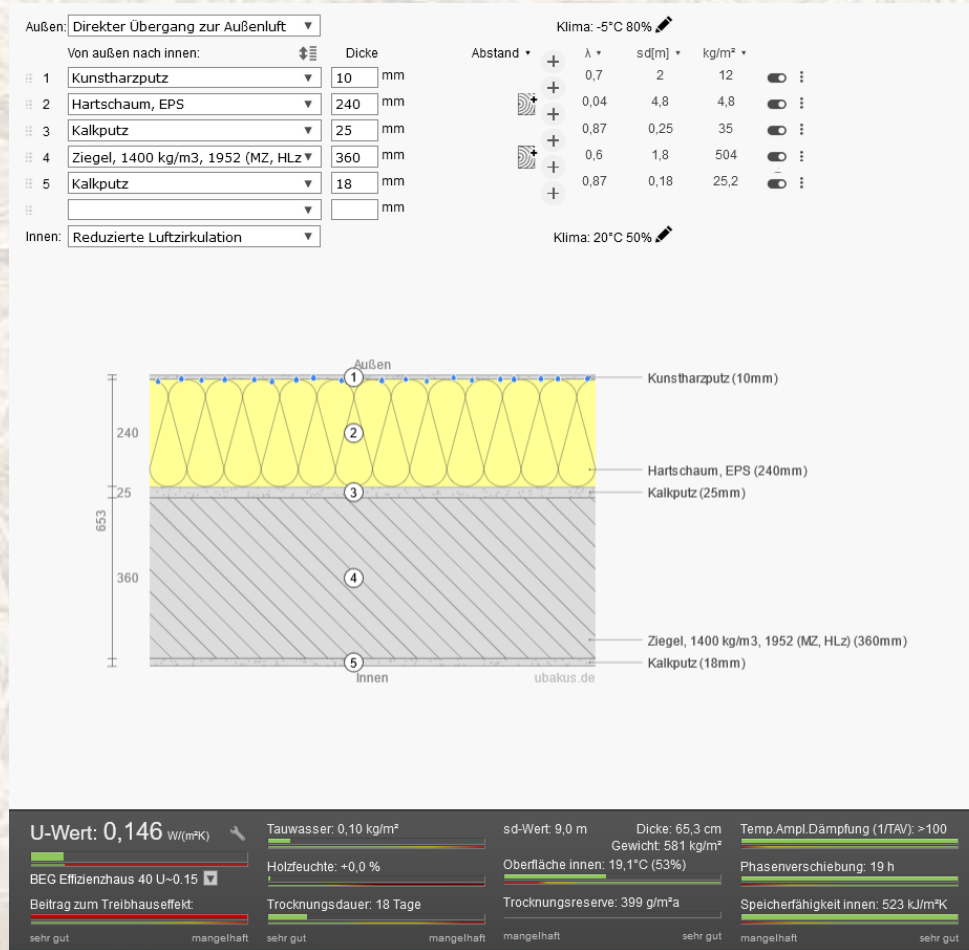 Außen: Direkter Übergang zur Außenluft Klima: -5°C 80%
Von außen nach innen: Dicke Abstand λ sd[m] kg/m²
1 Kunstharzputz 10 mm 0,7 2 12
2 Hartschaum, EPS 240 mm 0,04 4,8 4,8
3 Kalkputz 25 mm 0,87 0,25 35
4 Ziegel, 1400 kg/m3, 1952 (MZ, HLz 360 mm 0,6 1,8 504
5 Kalkputz 18 mm 0,87 0,18 25,2
mm
Innen: Reduzierte Luftzirkulation Klima: 20°C 50%
Außen
1 Kunstharzputz (10mm)
240 2
Hartschaum, EPS (240mm)
25 3 Kalkputz (25mm)
653
360 4
Ziegel, 1400 kg/m3, 1952 (MZ, HLz) (360mm)
5 Kalkputz (18mm)
Innen ubakus.de
U-Wert: 0,146 W/(m²K)
BEG Effizienzhaus 40 U~0.15
Beitrag zum Treibhauseffekt:
sehr gut mangelhaft
Tauwasser: 0,10 kg/m²
Holzfeuchte: +0,0 %
Trocknungsdauer: 18 Tage
sehr gut mangelhaft
sd-Wert: 9,0 m Dicke: 65,3 cm
Gewicht: 581 kg/m²
Oberfläche innen: 19,1°C (53%)
Trocknungsreserve: 399 g/m²a
mangelhaft sehr gut
Temp.Ampl.Dämpfung (1/TAV): >100
Phasenverschiebung: 19 h
Speicherfähigkeit innen: 523 kJ/m²K
mangelhaft sehr gut